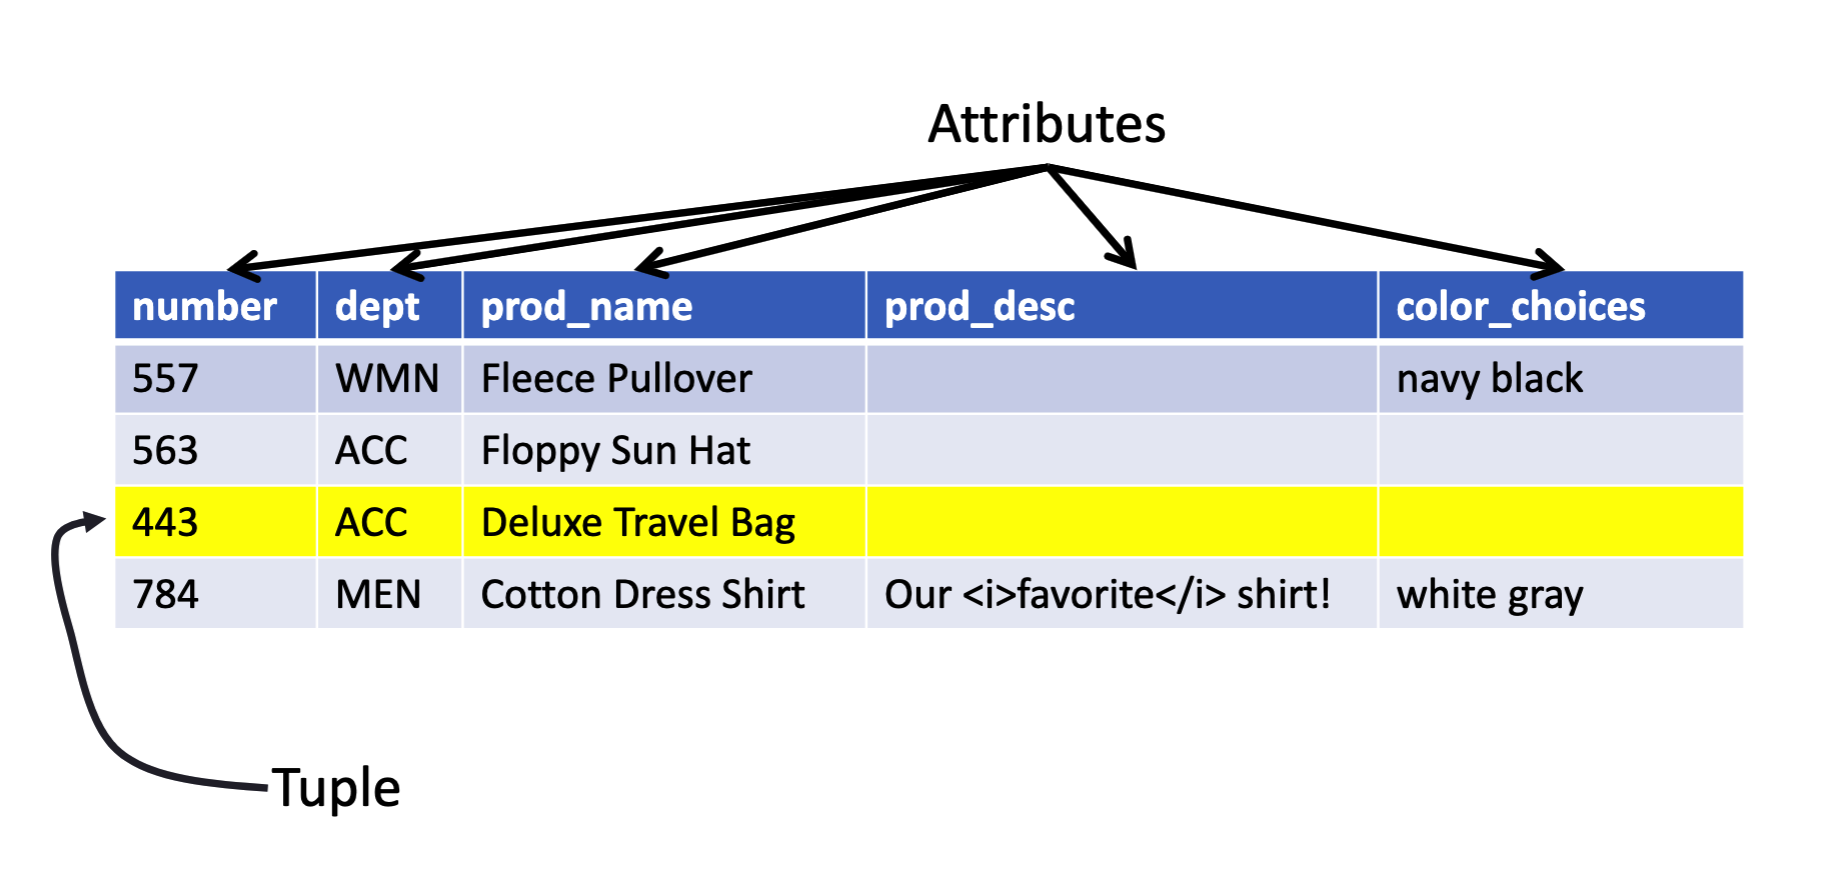 Attributes
number dept prod_name prod_desc color_choices
557 WMN Fleece Pullover navy black
563 ACC Floppy Sun Hat
443 ACC Deluxe Travel Bag
784 MEN Cotton Dress Shirt Our <i>favorite</i> shirt! white gray
Tuple